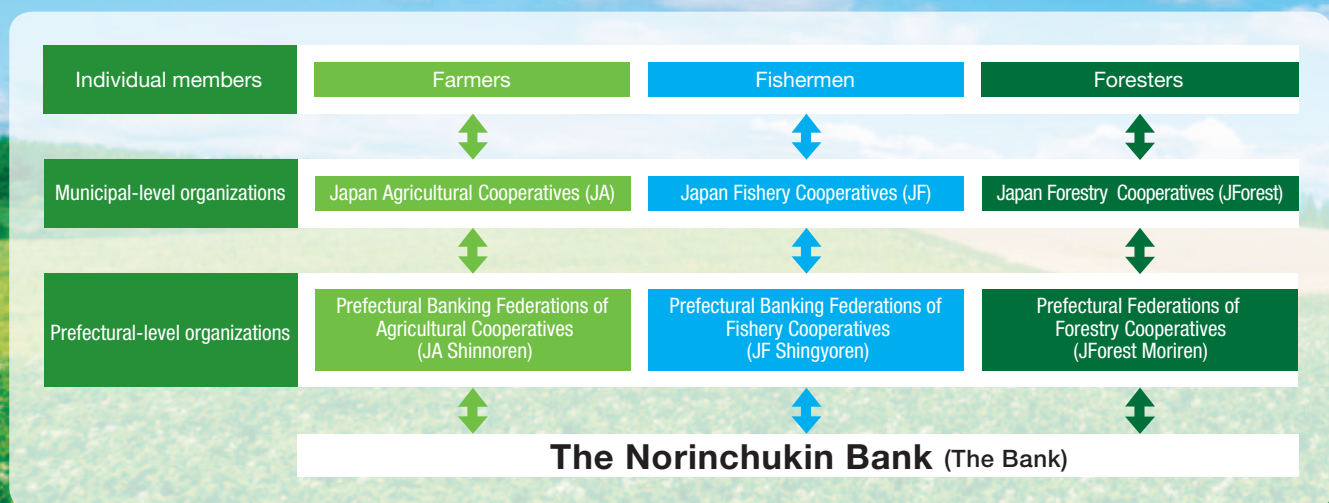 Individual members
Farmers
Fishermen
Foresters
Municipal-level organizations
Japan Agricultural Cooperatives (JA)
Japan Fishery Cooperatives (JF)
Japan Forestry Cooperatives (JForest)
Prefectural-level organizations
Prefectural Banking Federations of
Agricultural Cooperatives
(JA Shinnoren)
Prefectural Banking Federations of
Fishery Cooperatives
(JF Shingyoren)
Prefectural Federations of
Forestry Cooperatives
(JForest Moriren)
The Norinchukin Bank (The Bank)